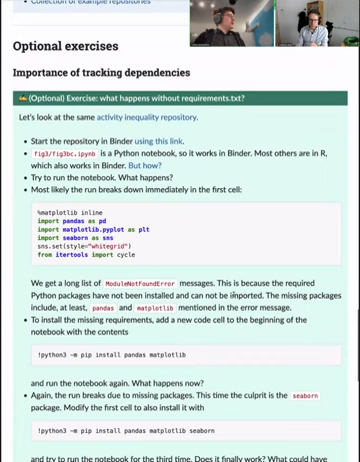 Collection of example repositories
Optional exercises
Importance of tracking dependencies
(Optional) Exercise: what happens without requirements.txt?
Let's look at the same activity inequality repository.
• Start the repository in Binder using this link.
• fig3/fig3bc.ipynb is a Python notebook, so it works in Binder. Most others are in R,
which also works in Binder. But how?
• Try to run the notebook. What happens?
• Most likely the run breaks down immediately in the first cell:
%matplotlib inline
import pandas as pd
import matplotlib.pyplot as plt
import seaborn as sns
sns.set(style="whitegrid")
from itertools import cycle
We get a long list of ModuleNotFoundError messages. This is because the required
Python packages have not been installed and can not be imported. The missing packages
include, at least, pandas and matplotlib mentioned in the error message.
• To install the missing requirements, add a new code cell to the beginning of the
notebook with the contents
!python3 -m pip install pandas matplotlib
and run the notebook again. What happens now?
• Again, the run breaks due to missing packages. This time the culprit is the seaborn
package. Modify the first cell to also install it with
!python3 -m pip install pandas matplotlib seaborn
and try to run the notebook for the third time. Does it finally work? What could have